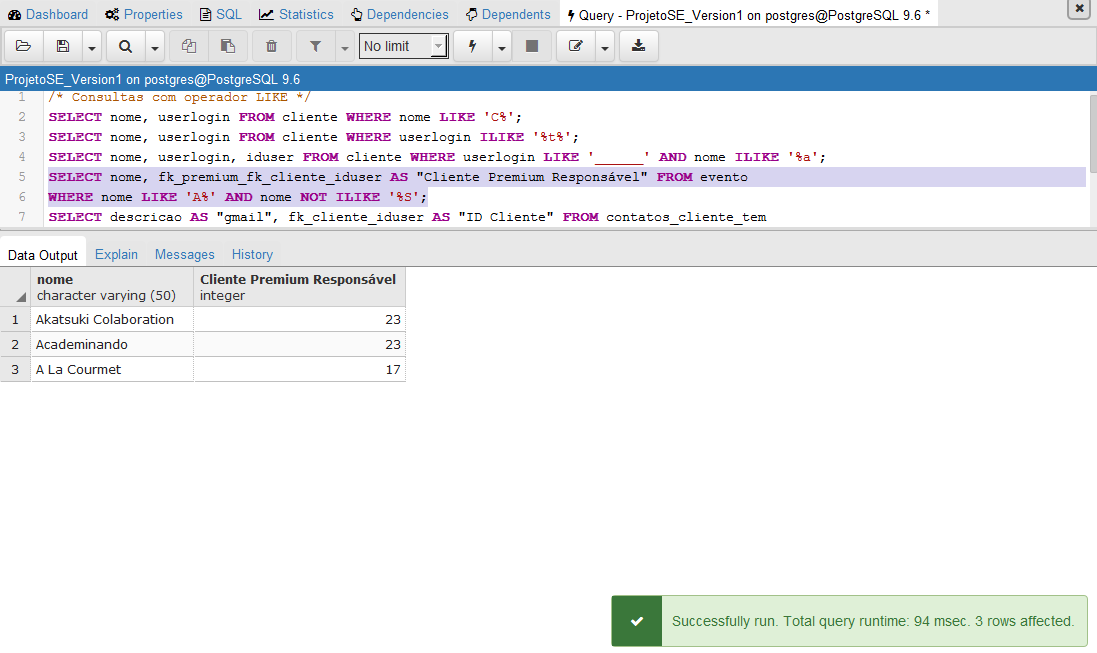 Dashboard Properties SQL Statistics Dependencies Dependents Query - ProjetoSE_Version1 on postgres@PostgreSQL 9.6 *
No limit
ProjetoSE_Version1 on postgres@PostgreSQL 9.6
1 /* Consultas com operador LIKE */
2 SELECT nome, userlogin FROM cliente WHERE nome LIKE 'C%';
3 SELECT nome, userlogin FROM cliente WHERE userlogin ILIKE '%t%';
4 SELECT nome, userlogin, iduser FROM cliente WHERE userlogin LIKE '______' AND nome ILIKE '%a';
5 SELECT nome, fk_premium_fk_cliente_iduser AS "Cliente Premium Responsável" FROM evento
6 WHERE nome LIKE 'A%' AND nome NOT ILIKE '%S';
7 SELECT descricao AS "gmail", fk_cliente_iduser AS "ID Cliente" FROM contatos_cliente_tem
Data Output Explain Messages History
nome Cliente Premium Responsável
character varying (50) integer
1 Akatsuki Colaboration 23
2 Academinando 23
3 A La Courmet 17
Successfully run. Total query runtime: 94 msec. 3 rows affected.